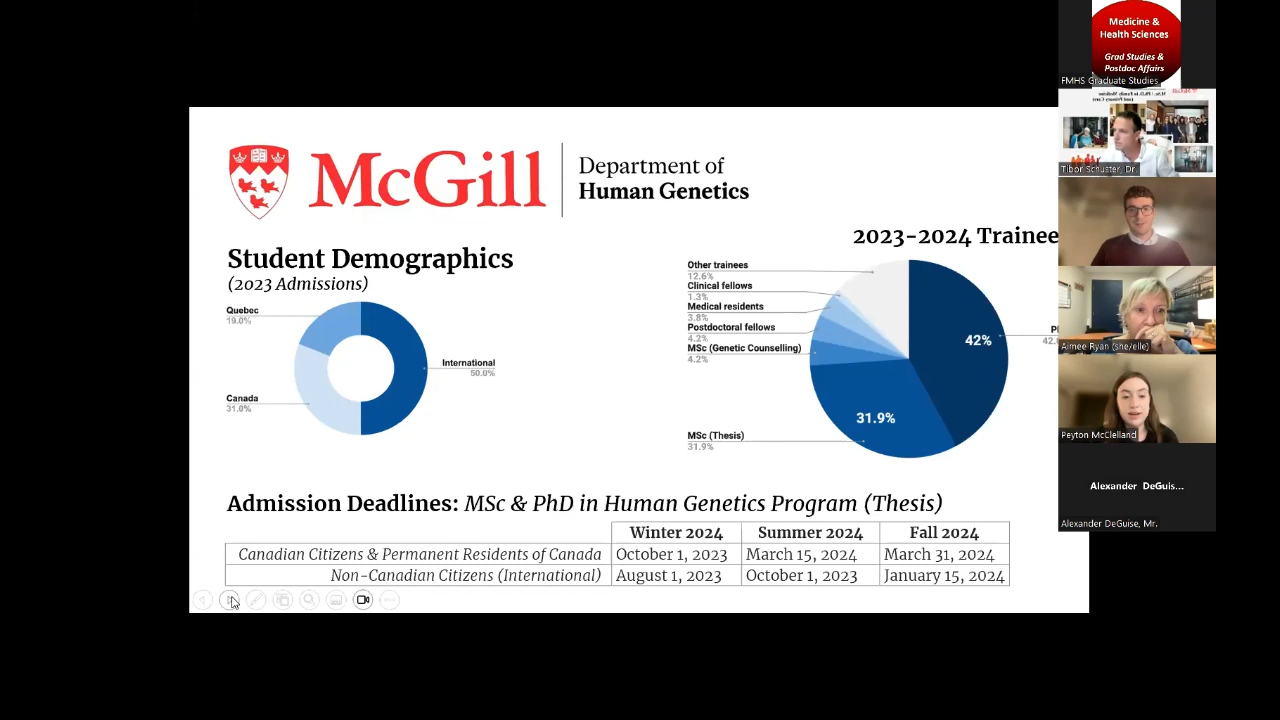 McGill
Department of
Human Genetics
Student Demographics
(2023 Admissions)
Quebec
19.0%
International
50.0%
Canada
31.0%
2023-2024 Trainee
Other trainees
12.6%
Clinical fellows
1.3%
Medical residents
3.8%
Postdoctoral fellows
4.2%
MSc (Genetic Counselling)
4.2%
MSc (Thesis)
31.9%
42%
31.9%
Admission Deadlines: MSc & PhD in Human Genetics Program (Thesis)
Winter 2024 Summer 2024 Fall 2024
Canadian Citizens & Permanent Residents of Canada October 1, 2023 March 15, 2024 March 31, 2024
Non-Canadian Citizens (International) August 1, 2023 October 1, 2023 January 15, 2024
Medicine &
Health Sciences
Grad Studies &
Postdoc Affairs
FMHS Graduate Studies
Tibor Schuster, Dr.
Aimee Ryan (she/elle)
Peyton McClelland
Alexander DeGuis...
Alexander DeGuise, Mr.